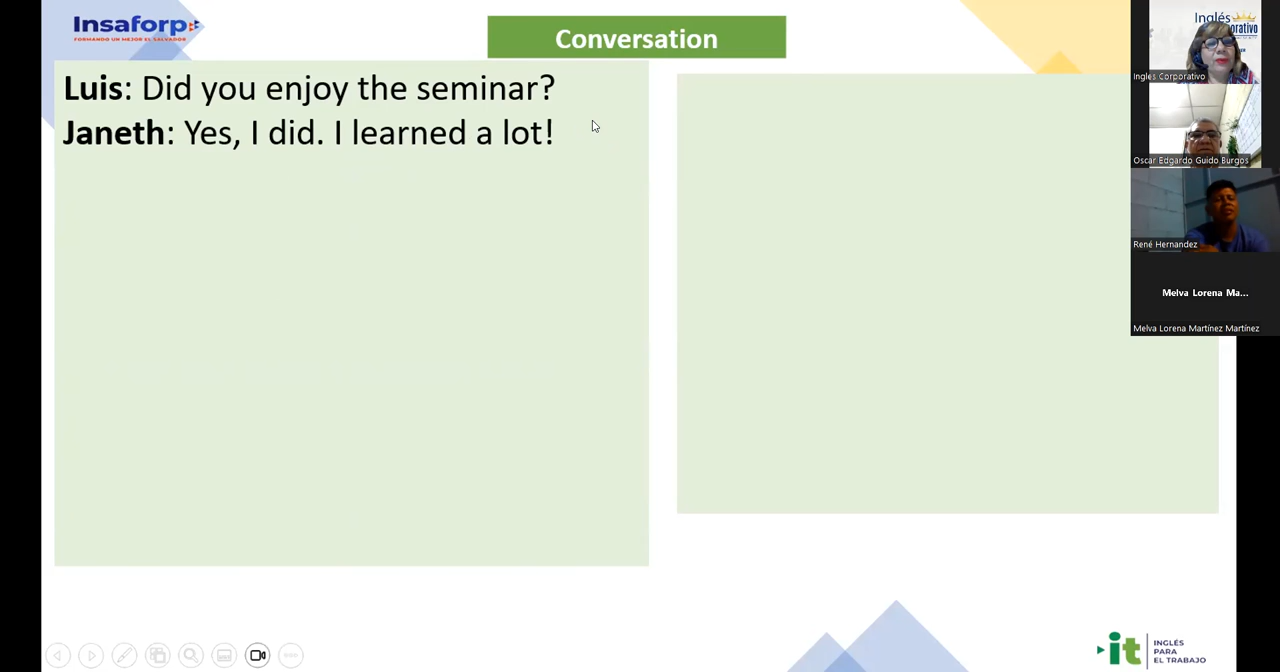 Insaforp
FORMANDO UN MEJOR EL SALVADOR
Conversation
Luis: Did you enjoy the seminar?
Janeth: Yes, I did. I learned a lot!
Inglés
Ingles Corporativo
Oscar Edgardo Guido Burgos
René Hernandez
Melva Lorena Ma...
Melva Lorena Martínez Martínez
it
INGLÉS
PARA
EL TRABAJO